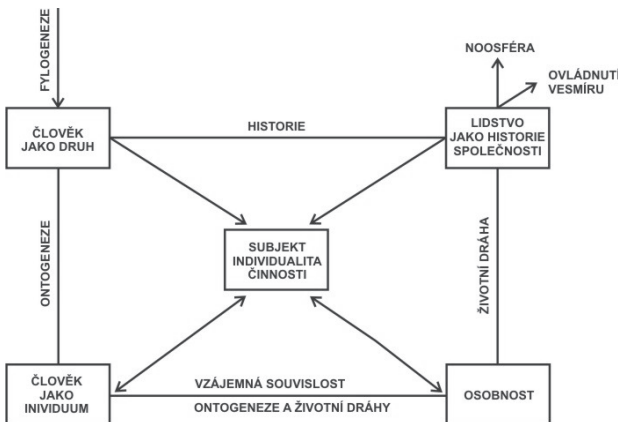 FYLOGENEZE
NOOSFÉRA
OVLÁDNUTÍ
VESMÍRU
ČLOVĚK
JAKO DRUH
HISTORIE
LIDSTVO
JAKO HISTORIE
SPOLEČNOSTI
ONTOGENEZE
SUBJEKT
INDIVIDUALITA
ČINNOSTI
ŽIVOTNÍ DRÁHA
ČLOVĚK
JAKO
INIVIDUUM
VZÁJEMNÁ SOUVISLOST
ONTOGENEZE A ŽIVOTNÍ DRÁHY
OSOBNOST